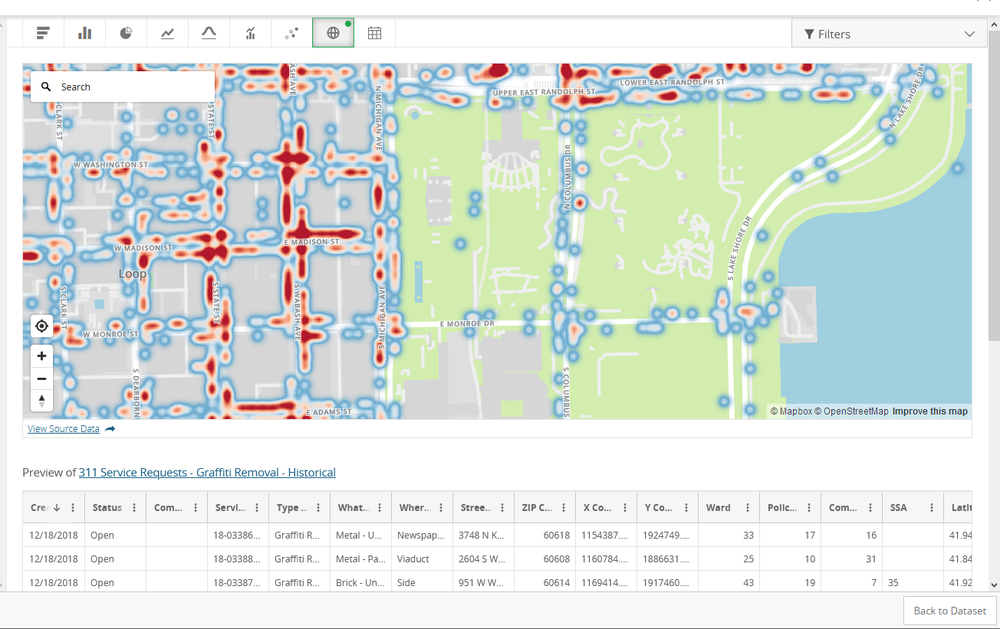 Filters
Search
ASH AVE
LOWER EAST RANDOLPH ST
UPPER EAST RANDOLPH ST
N LAKE SHORE DR
CLARK ST
STATE ST
N MICHIGAN AVE
W WASHINGTON ST
N COLUMBUS DR
E MADISON ST
W MADISON ST
S LAKE SHORE DR
Loop
S CLARK ST
S STATE ST
S WABASH AVE
S MICHIGAN AVE
E MONROE DR
W MONROE ST
S DEARBORN
S COLUMBUS
E ADAMS ST
© Mapbox © OpenStreetMap Improve this map
View Source Data
Preview of 311 Service Requests - Graffiti Removal - Historical
Cre Status Com... Servi... Type ... What... Wher... Stree... ZIP C... X Co... Y Co... Ward Polic... Com... SSA Latit
12/18/2018 Open 18-03386... Graffiti R... Metal - U... Newspap... 3748 N K... 60618 1154387.... 1924749.... 33 17 16 41.94
12/18/2018 Open 18-03388... Graffiti R... Metal - Pa... Viaduct 2604 S W... 60608 1160784.... 1886631.... 25 10 31 41.84
12/18/2018 Open 18-03387... Graffiti R... Brick - Un... Side 951 W W... 60614 1169414.... 1917460.... 43 19 7 35 41.92
Back to Dataset